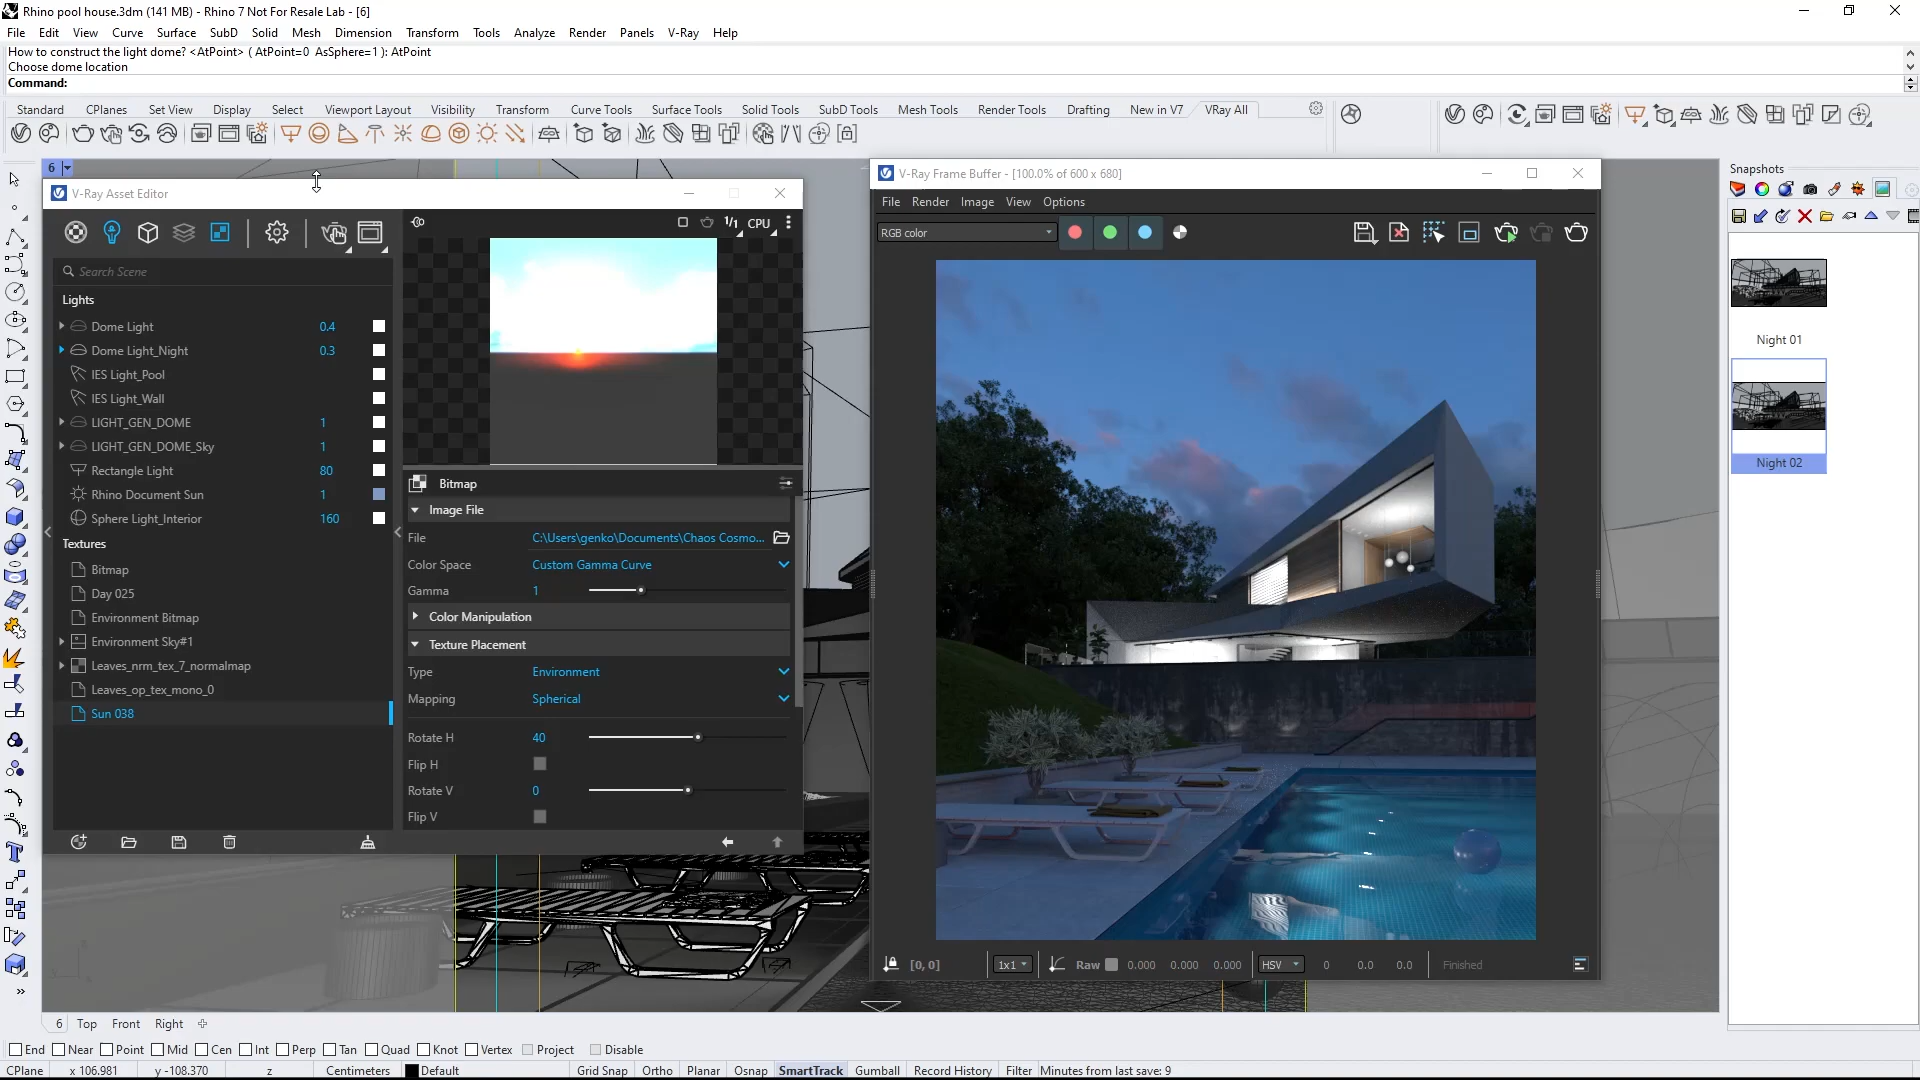 Rhino pool house.3dm (141 MB) - Rhino 7 Not For Resale Lab - [6]
File Edit View Curve Surface SubD Solid Mesh Dimension Transform Tools Analyze Render Panels V-Ray Help
How to construct the light dome? <AtPoint> ( AtPoint=0  AsSphere=1 ): AtPoint
Choose dome location
Command:
Standard CPlanes Set View Display Select Viewport Layout Visibility Transform Curve Tools Surface Tools Solid Tools SubD Tools Mesh Tools Render Tools Drafting New in V7 VRay All
6
V-Ray Asset Editor
1/1 CPU
Search Scene
Lights
Dome Light 0.4
Dome Light_Night 0.3
IES Light_Pool
IES Light_Wall
LIGHT_GEN_DOME 1
LIGHT_GEN_DOME_Sky 1
Rectangle Light 80
Rhino Document Sun 1
Sphere Light_Interior 160
Textures
Bitmap
Day 025
Environment Bitmap
Environment Sky#1
Leaves_nrm_tex_7_normalmap
Leaves_op_tex_mono_0
Sun 038
Bitmap
Image File
File C:\Users\genko\Documents\Chaos Cosmo...
Color Space Custom Gamma Curve
Gamma 1
Color Manipulation
Texture Placement
Type Environment
Mapping Spherical
Rotate H 40
Flip H
Rotate V 0
Flip V
V-Ray Frame Buffer - [100.0% of 600 x 680]
File Render Image View Options
RGB color
[0, 0] 1x1 Raw 0.000 0.000 0.000 HSV 0 0.0 0.0 Finished
Snapshots
Night 01
Night 02
6 Top Front Right
End Near Point Mid Cen Int Perp Tan Quad Knot Vertex Project Disable
CPlane x 106.981 y -108.370 z Centimeters Default Grid Snap Ortho Planar Osnap SmartTrack Gumball Record History Filter Minutes from last save: 9